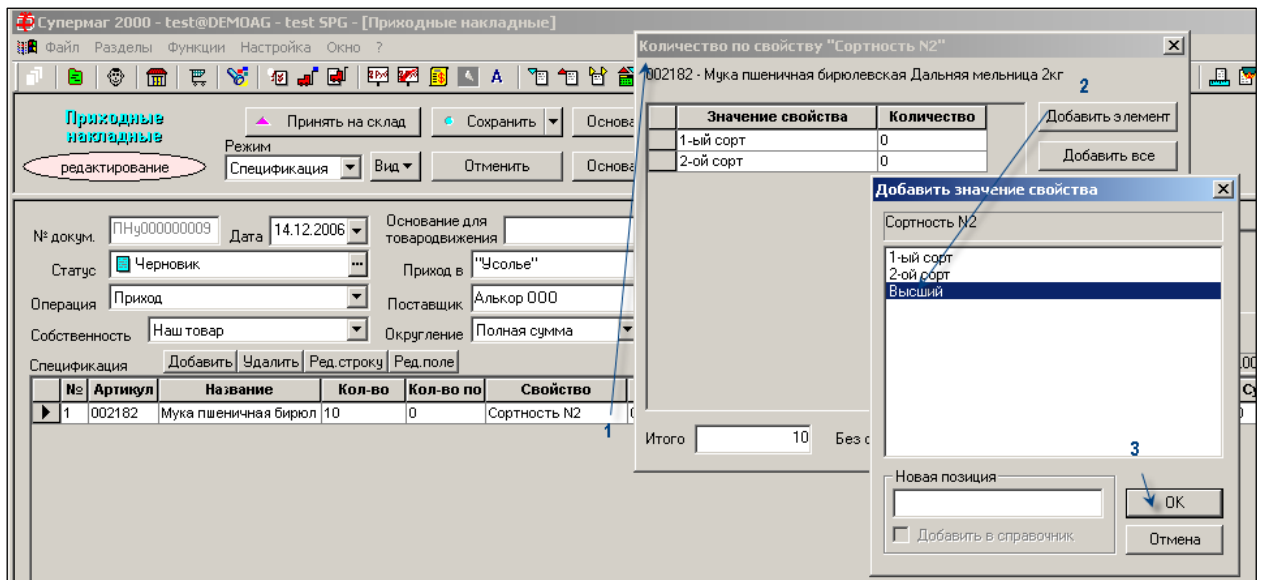 Супермаг 2000 - test@DEMOAG - test SPG - [Приходные накладные]
Файл Разделы Функции Настройка Окно ?
Приходные
накладные
редактирование
Принять на склад
Сохранить
Основа
Режим
Спецификация
Вид
Отменить
Основа
№ докум. ПНу000000009 Дата 14.12.2006
Основание для
товародвижения
Статус Черновик
Приход в "Усолье"
Операция Приход
Поставщик Алькор ООО
Собственность Наш товар
Округление Полная сумма
Спецификация Добавить Удалить Ред.строку Ред.поле
№ Артикул Название Кол-во Кол-во по Свойство
1 002182 Мука пшеничная бирюл 10 0 Сортность N2
1
Количество по свойству "Сортность N2"
002182 - Мука пшеничная бирюлевская Дальняя мельница 2кг
2
Значение свойства Количество
1-ый сорт 0
2-ой сорт 0
Добавить элемент
Добавить все
Итого 10 Без с
Добавить значение свойства
Сортность N2
1-ый сорт
2-ой сорт
Высший
3
Новая позиция
Добавить в справочник
OK
Отмена